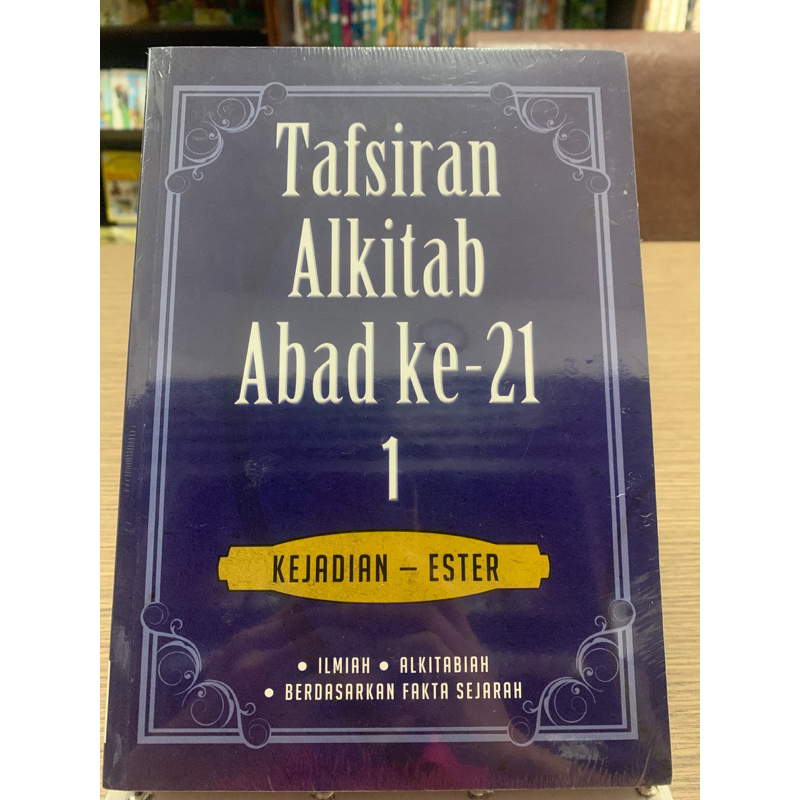 Tafsiran
Alkitab
Abad ke-21
1
KEJADIAN – ESTER
• ILMIAH • ALKITABIAH
• BERDASARKAN FAKTA SEJARAH